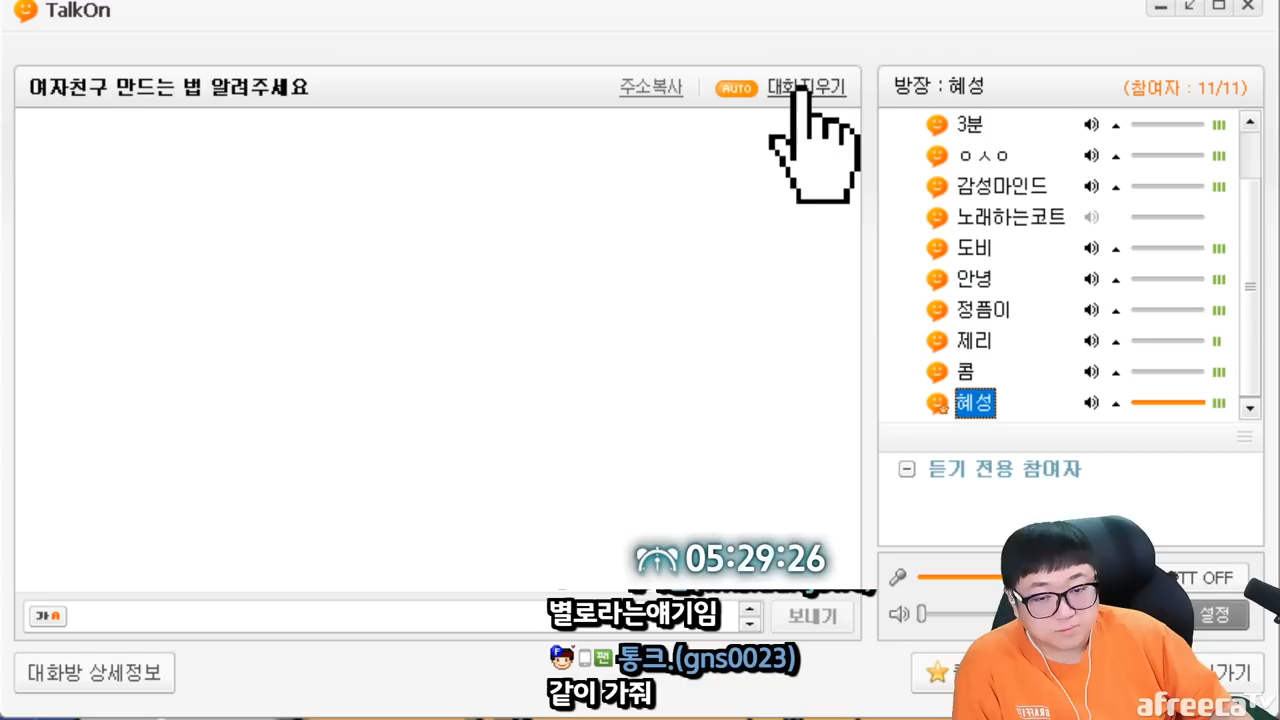 TalkOn
여자친구 만드는 법 알려주세요
주소복사
AUTO
대화지우기
방장 : 혜성
(참여자 : 11/11)
3분
ㅇㅅㅇ
감성마인드
노래하는코트
도비
안녕
정픔이
제리
콤
혜성
듣기 전용 참여자
05:29:26
PTT OFF
설정
가A
별로라는얘기임
보내기
통크.(gns0023)
같이 가줘
대화방 상세정보
afreecaTV